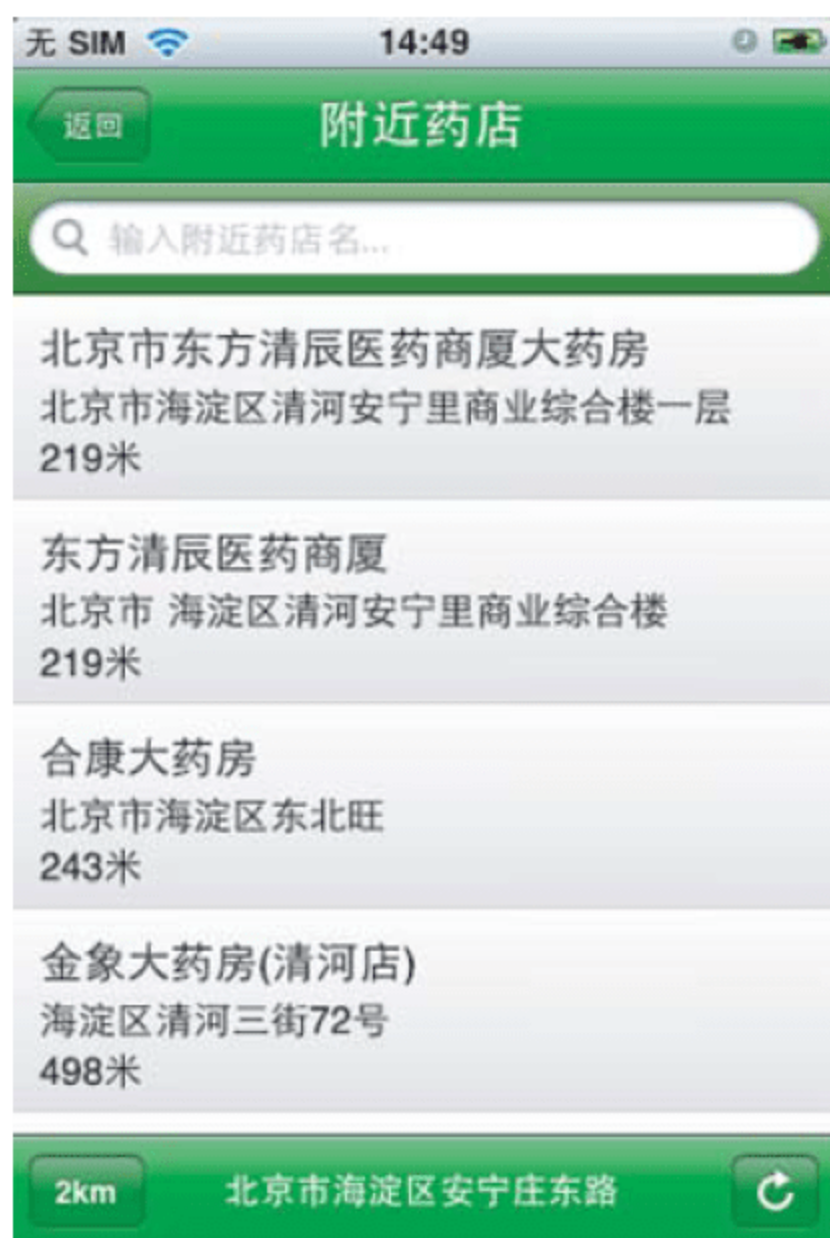 无 SIM 14:49
返回 附近药店
输入附近药店名...
北京市东方清辰医药商厦大药房
北京市海淀区清河安宁里商业综合楼一层
219米
东方清辰医药商厦
北京市 海淀区清河安宁里商业综合楼
219米
合康大药房
北京市海淀区东北旺
243米
金象大药房(清河店)
海淀区清河三街72号
498米
2km 北京市海淀区安宁庄东路